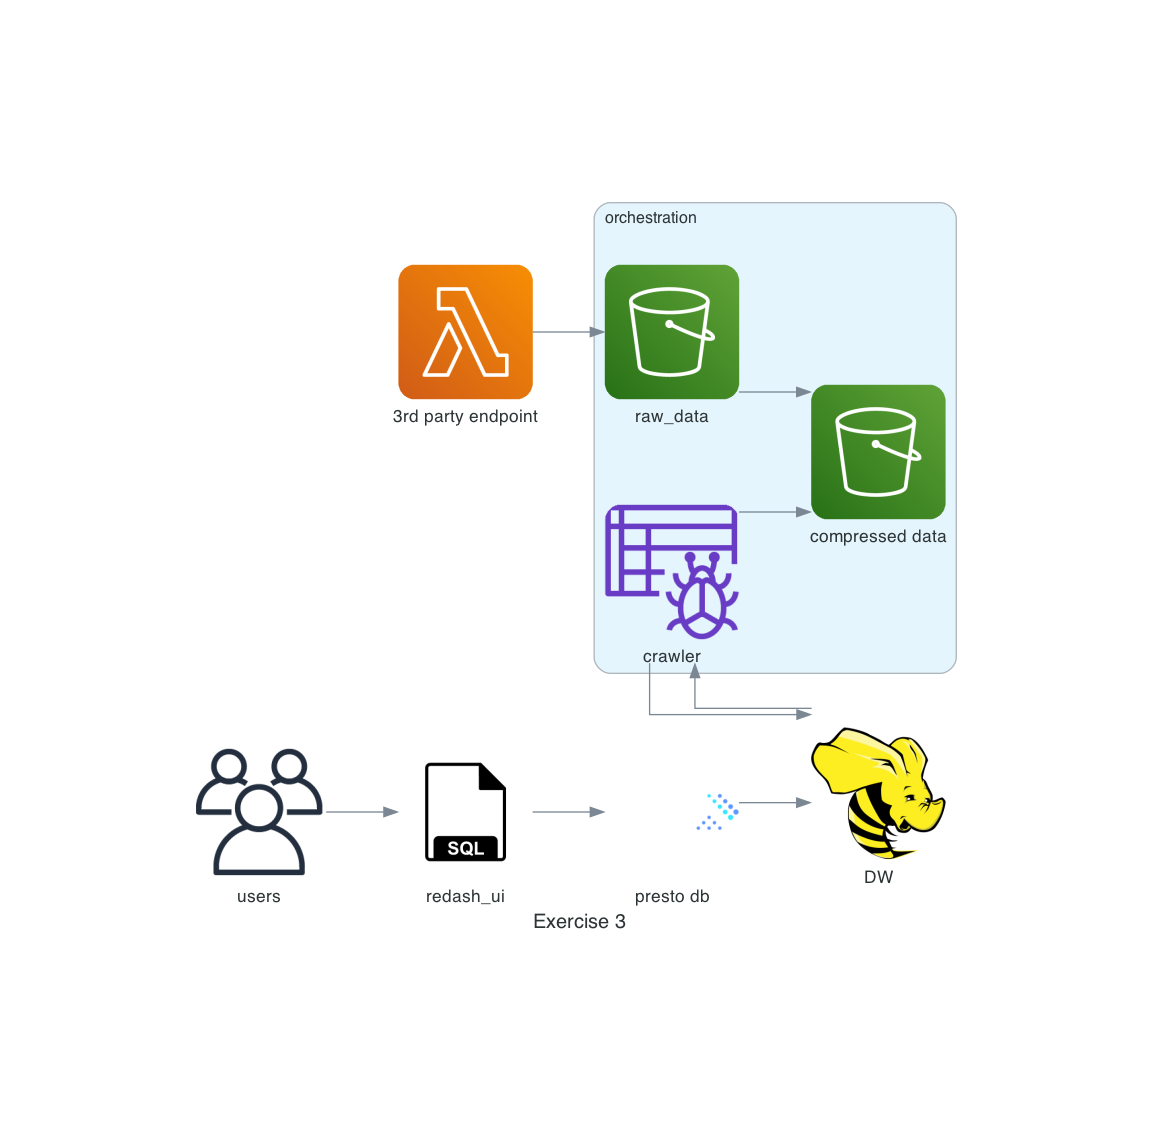 orchestration
3rd party endpoint
raw_data
compressed data
crawler
SQL
DW
users
redash_ui
presto db
Exercise 3